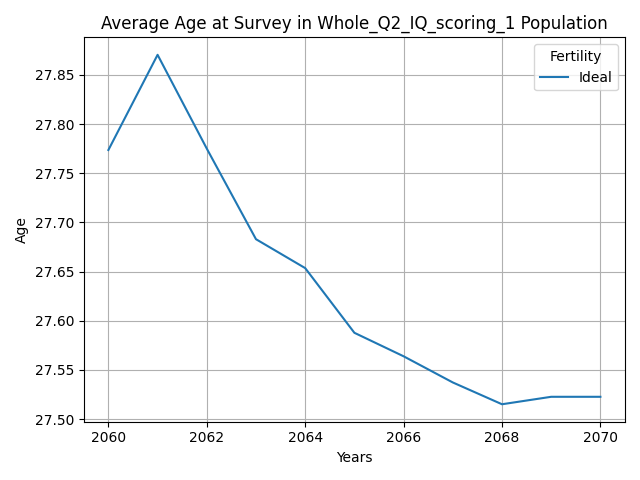 Average Age at Survey in Whole_Q2_IQ_scoring_1 Population
Fertility
Ideal
27.85
27.80
27.75
27.70
27.65
27.60
27.55
27.50
Age
2060
2062
2064
2066
2068
2070
Years